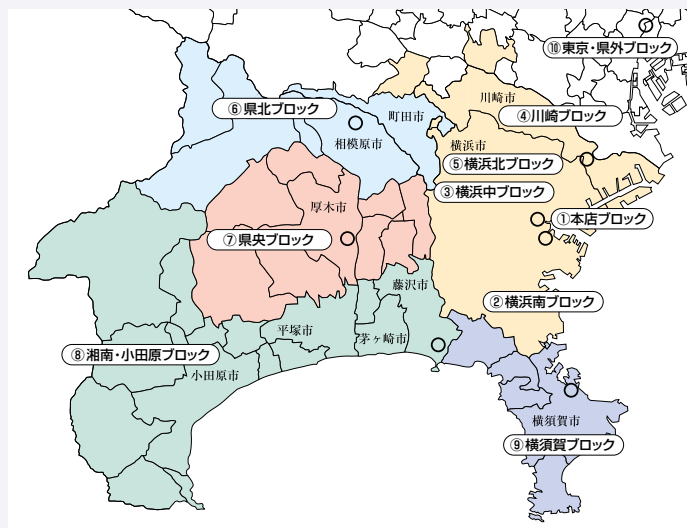 ⑩東京・県外ブロック
川崎市
⑥県北ブロック
町田市
④川崎ブロック
相模原市
横浜市
⑤横浜北ブロック
③横浜中ブロック
厚木市
①本店ブロック
⑦県央ブロック
藤沢市
②横浜南ブロック
平塚市
茅ヶ崎市
⑧湘南・小田原ブロック
小田原市
横須賀市
⑨横須賀ブロック